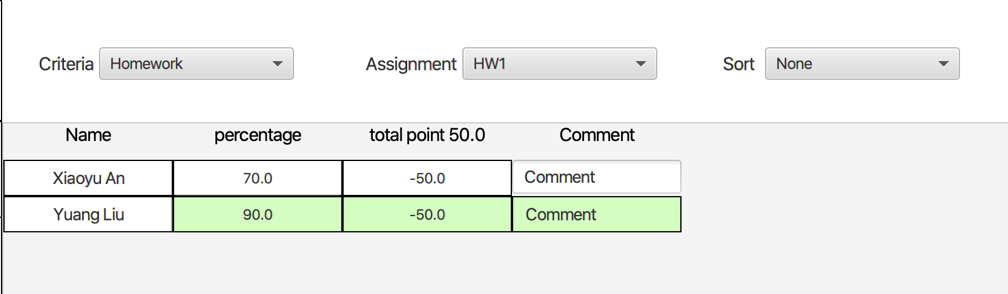 Criteria Homework Assignment HW1 Sort None
Name percentage total point 50.0 Comment
Xiaoyu An 70.0 -50.0 Comment
Yuang Liu 90.0 -50.0 Comment